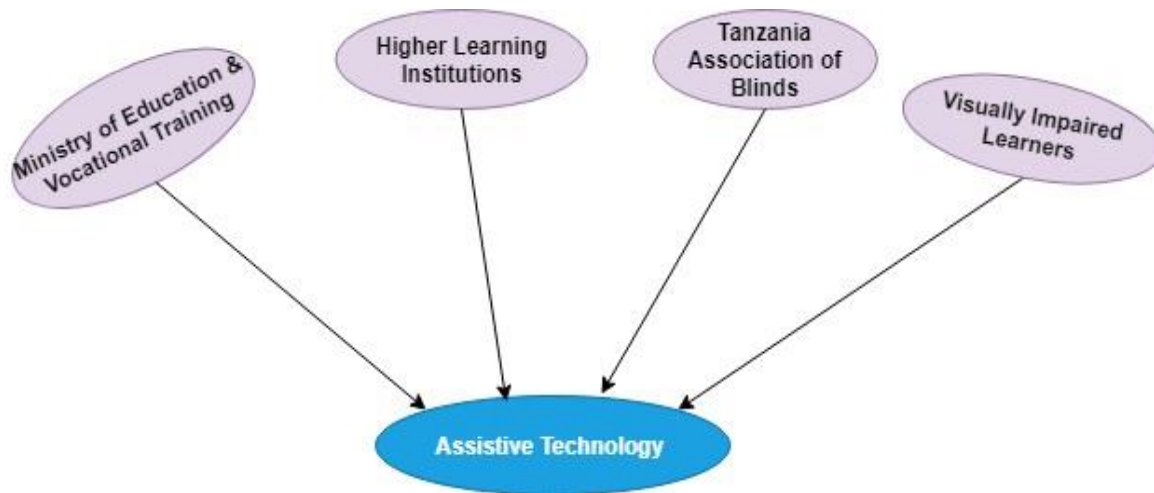 Ministry of Education &
Vocational Training
Higher Learning
Institutions
Tanzania
Association of
Blinds
Visually Impaired
Learners
Assistive Technology